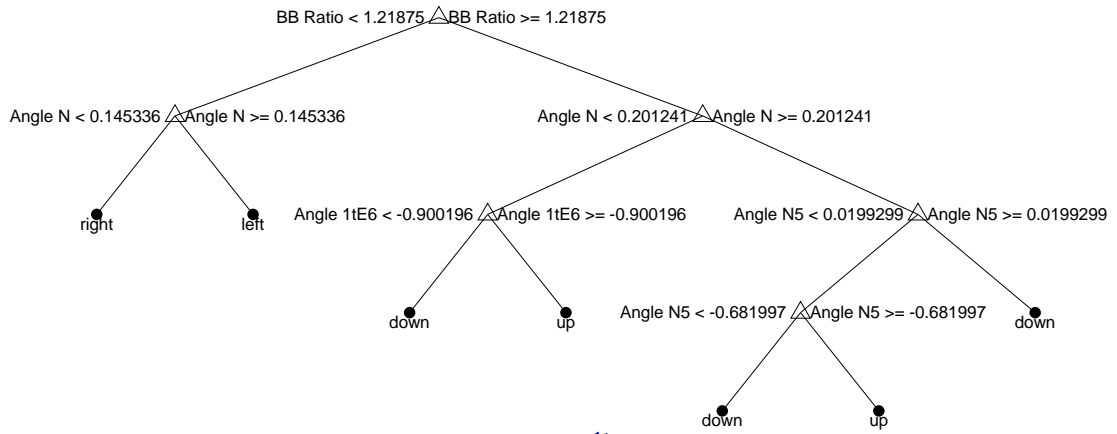 BB Ratio < 1.21875 BB Ratio >= 1.21875
Angle N < 0.145336 Angle N >= 0.145336 Angle N < 0.201241 Angle N >= 0.201241
right left Angle 1tE6 < -0.900196 Angle 1tE6 >= -0.900196 Angle N5 < 0.0199299 Angle N5 >= 0.0199299
down up Angle N5 < -0.681997 Angle N5 >= -0.681997 down
down up